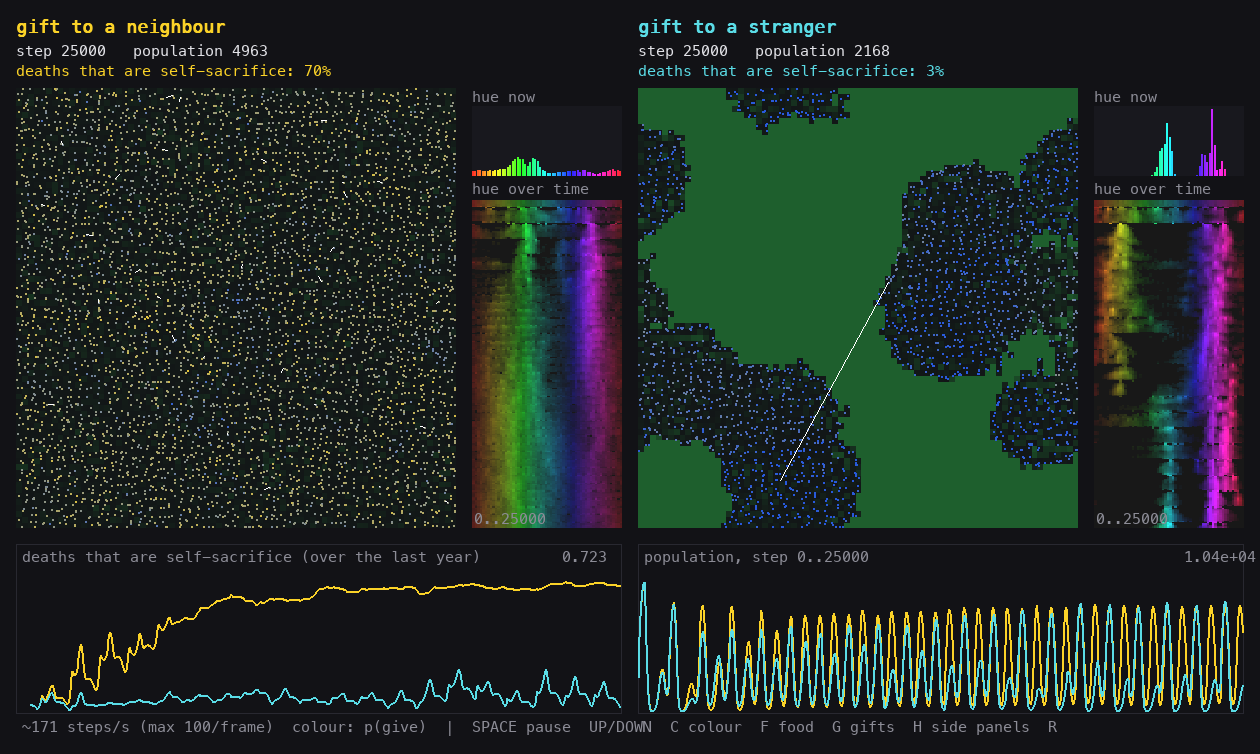 gift to a neighbour
step 25000   population 4963
deaths that are self-sacrifice: 70%
hue now
hue over time
0..25000
gift to a stranger
step 25000   population 2168
deaths that are self-sacrifice: 3%
hue now
hue over time
0..25000
deaths that are self-sacrifice (over the last year)   0.723
population, step 0..25000   1.04e+04
~171 steps/s (max 100/frame)  colour: p(give)  |  SPACE pause  UP/DOWN  C colour  F food  G gifts  H side panels  R